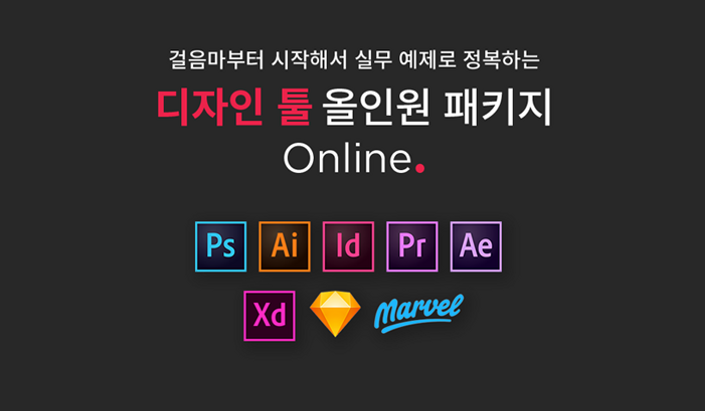 걸음마부터 시작해서 실무 예제로 정복하는
디자인 툴 올인원 패키지
Online.
Ps Ai Id Pr Ae
Xd Marvel